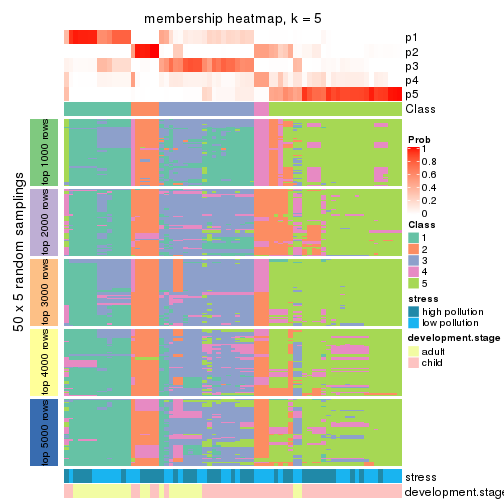 membership heatmap, k = 5
p1
p2
p3
p4
p5
Class
50 x 5 random samplings
top 1000 rows
top 2000 rows
top 3000 rows
top 4000 rows
top 5000 rows
stress
development.stage
Prob
1
0.8
0.6
0.4
0.2
0
Class
1
2
3
4
5
stress
high pollution
low pollution
development.stage
adult
child